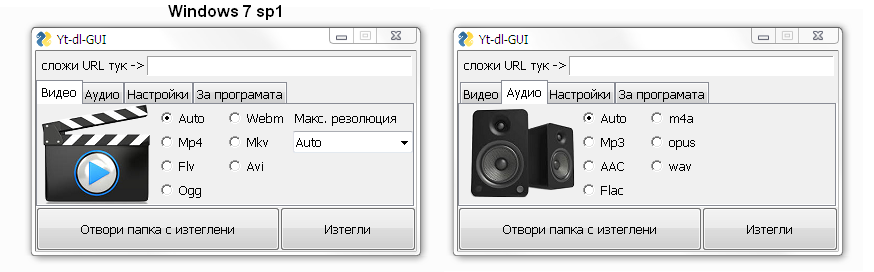 Windows 7 sp1
Yt-dl-GUI
сложи URL тук ->
Видео Аудио Настройки За програмата
Auto Webm Макс. резолюция
Mp4 Mkv Auto
Flv Avi
Ogg
Отвори папка с изтеглени Изтегли
Yt-dl-GUI
сложи URL тук ->
Видео Аудио Настройки За програмата
Auto m4a
Mp3 opus
AAC wav
Flac
Отвори папка с изтеглени Изтегли